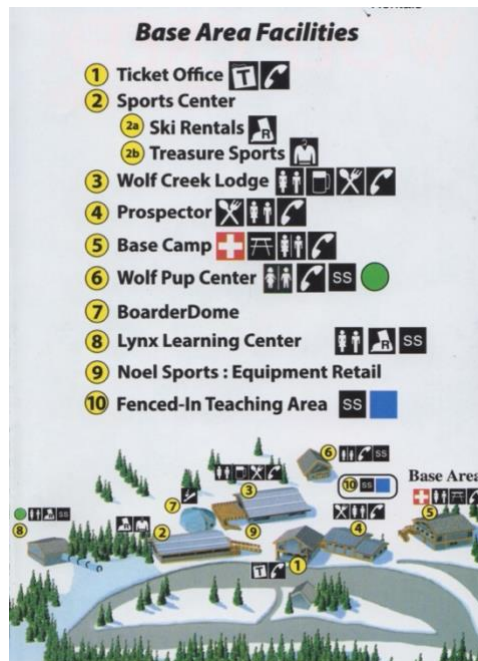 Base Area Facilities
1 Ticket Office T
2 Sports Center
2a Ski Rentals R
2b Treasure Sports
3 Wolf Creek Lodge
4 Prospector
5 Base Camp
6 Wolf Pup Center SS
7 BoarderDome
8 Lynx Learning Center R SS
9 Noel Sports : Equipment Retail
10 Fenced-In Teaching Area SS
6 SS
3
10 SS
Base Area
7
5
SS
8
R
2
9
4
T
1